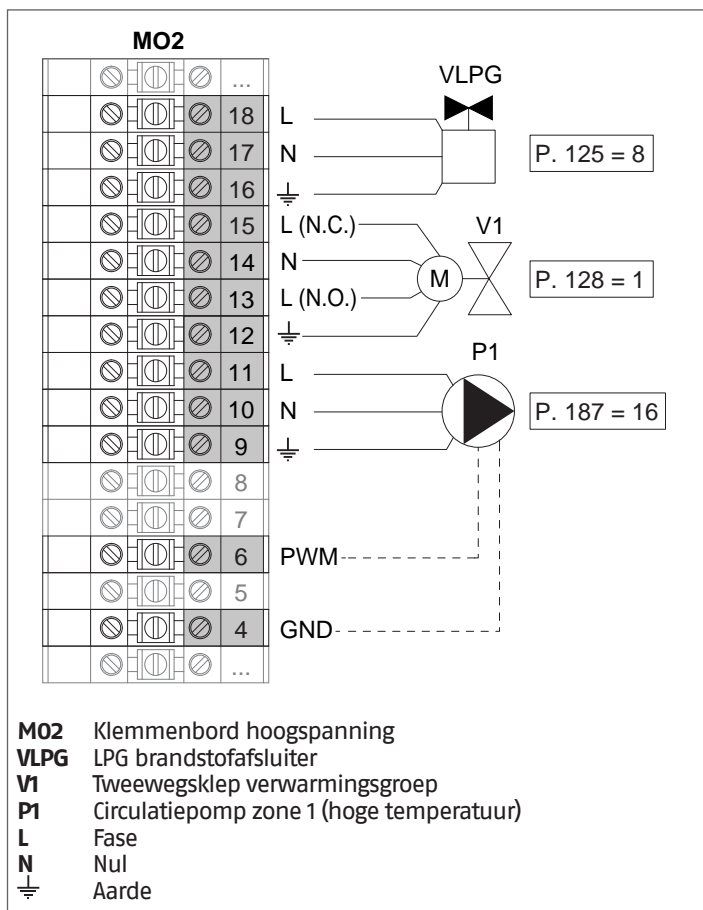 MO2
...
VLPG
18 L
17 N P. 125 = 8
16
15 L (N.C.) V1
14 N M P. 128 = 1
13 L (N.O.)
12
P1
11 L
10 N P. 187 = 16
9
8
7
6 PWM
5
4 GND
...
M02 Klemmenbord hoogspanning
VLPG LPG brandstofafsluiter
V1 Tweewegsklep verwarmingsgroep
P1 Circulatiepomp zone 1 (hoge temperatuur)
L Fase
N Nul
⏚ Aarde